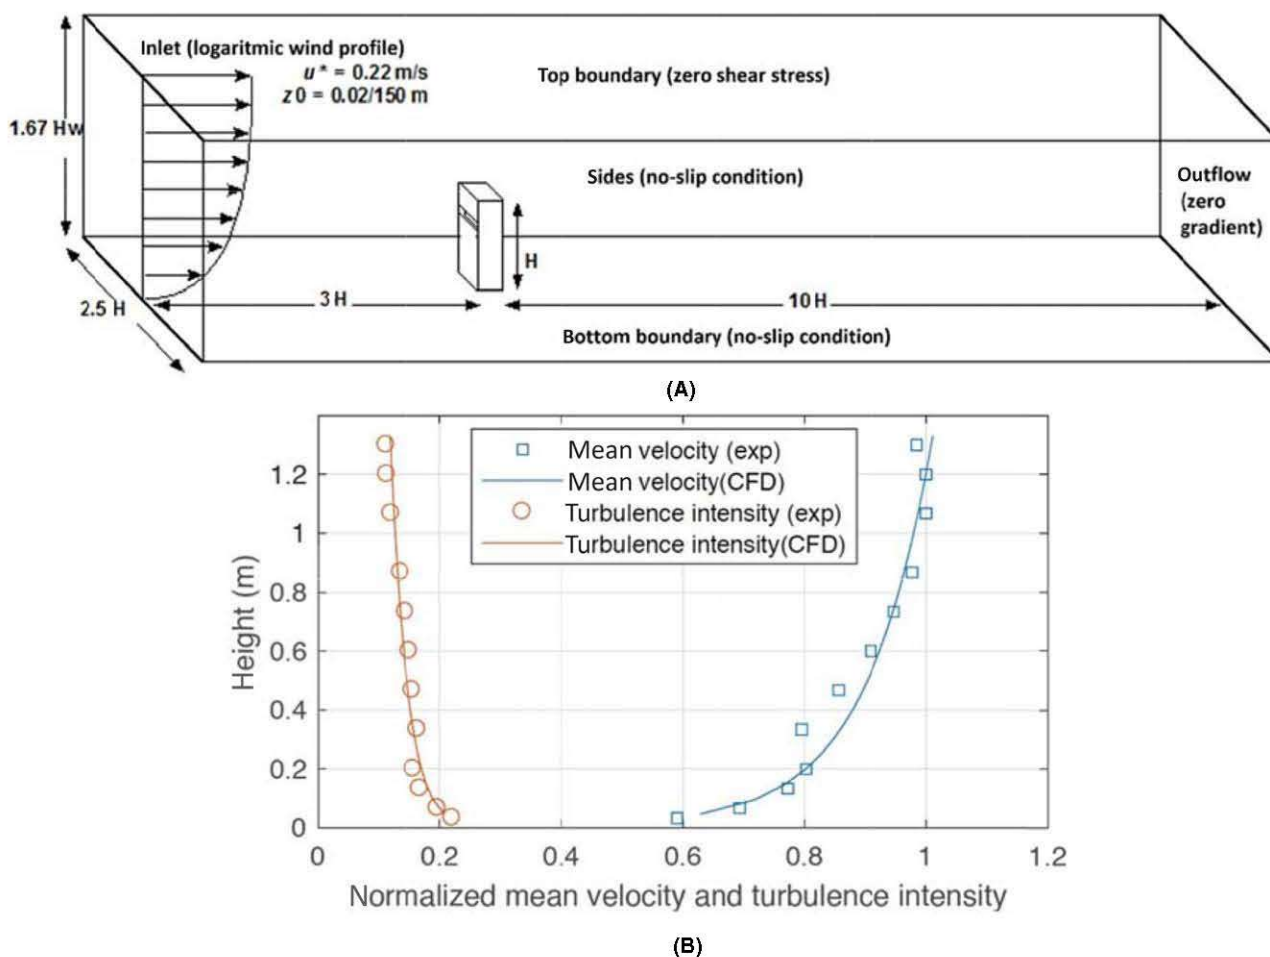 Inlet (logaritmic wind profile)
u* = 0.22 m/s
z0 = 0.02/150 m
Top boundary (zero shear stress)
1.67 Hw
Sides (no-slip condition)
Outflow
(zero
gradient)
H
2.5 H
3 H
10 H
Bottom boundary (no-slip condition)
(A)
Mean velocity (exp)
Mean velocity(CFD)
Turbulence intensity (exp)
Turbulence intensity(CFD)
Height (m)
1.2
1
0.8
0.6
0.4
0.2
0
0 0.2 0.4 0.6 0.8 1 1.2
Normalized mean velocity and turbulence intensity
(B)